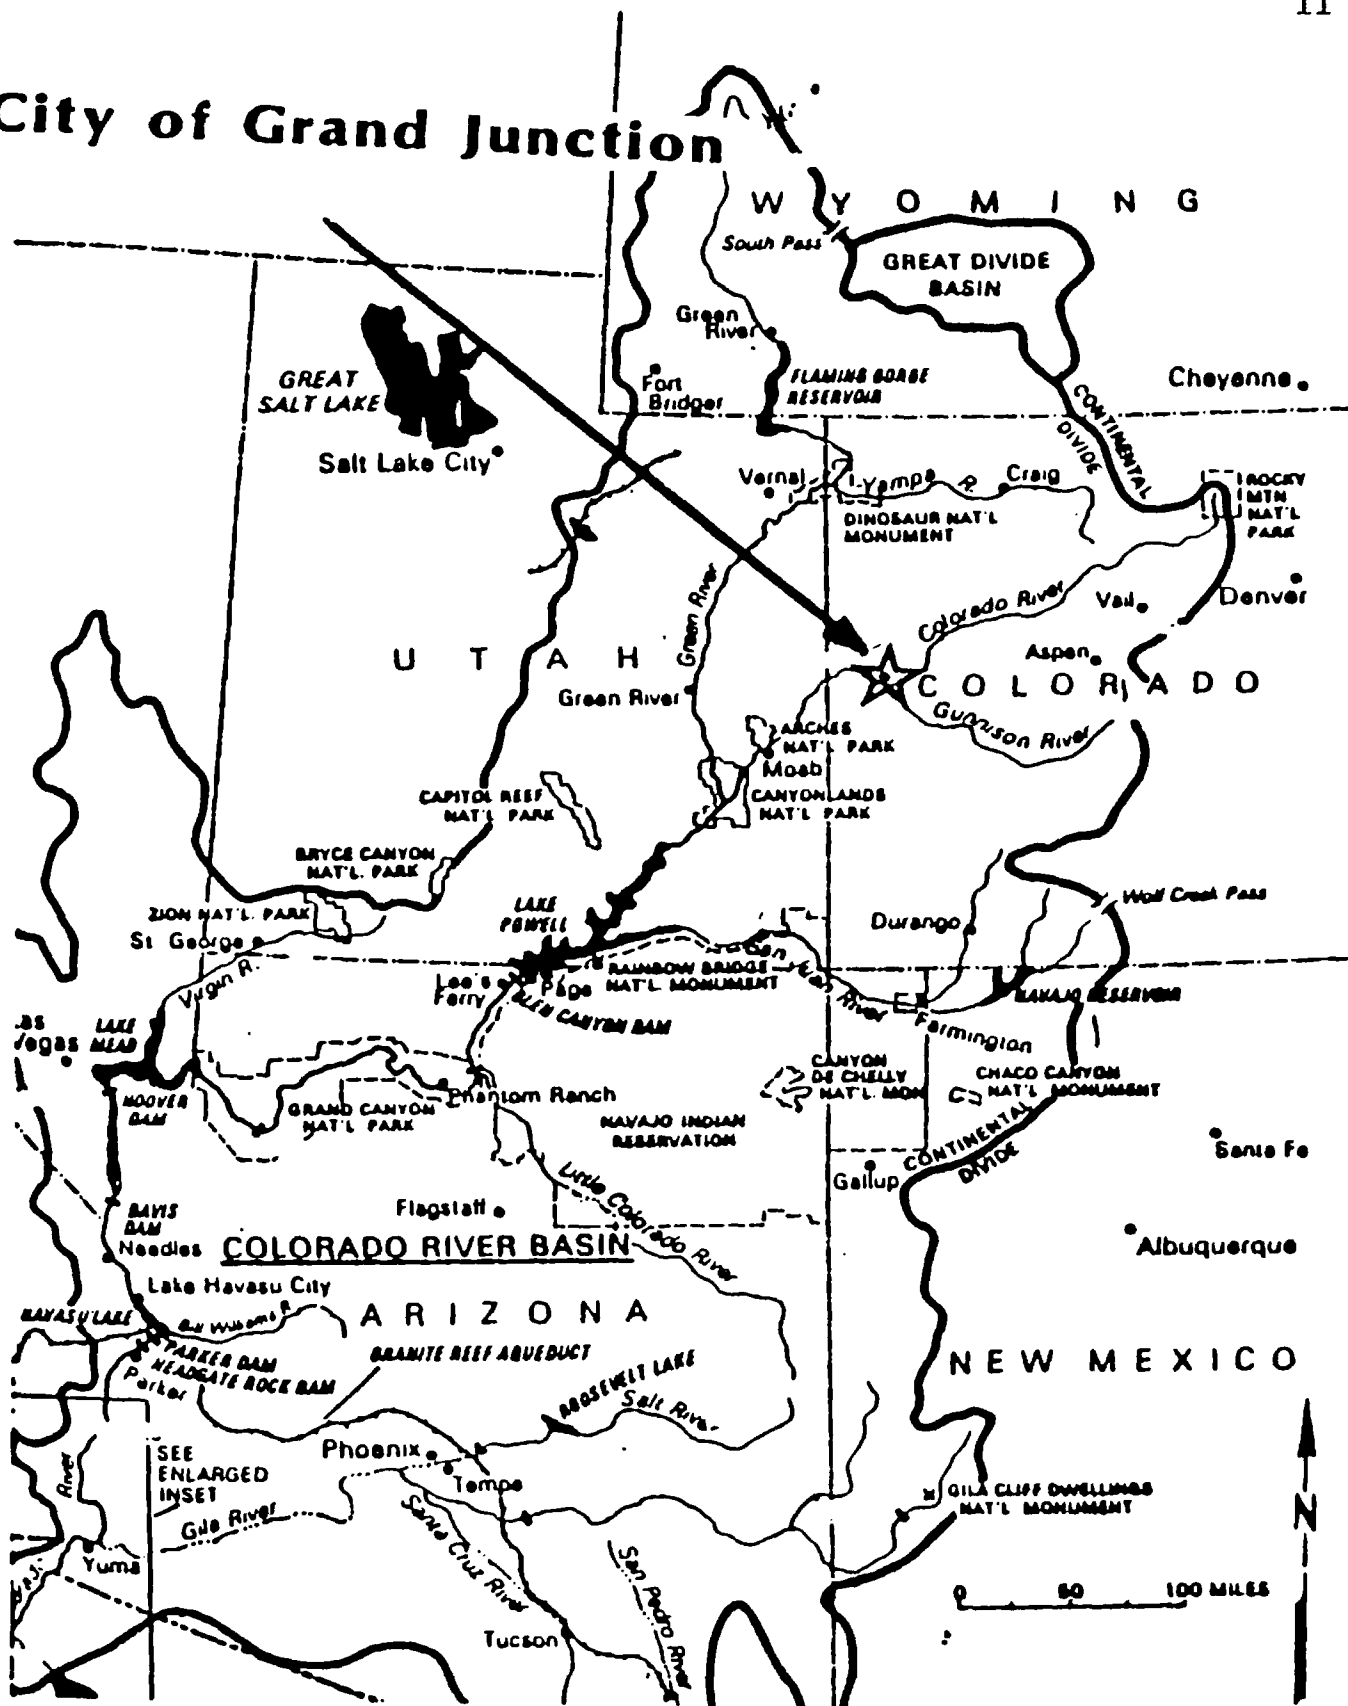 11
City of Grand Junction
W Y O M I N G
South Pass
GREAT DIVIDE
BASIN
Green
River
FLAMING GORGE
RESERVOIR
Fort
Bridger
Cheyenne
GREAT
SALT LAKE
Salt Lake City
CONTINENTAL
DIVIDE
Vernal
Yampa R.
Craig
ROCKY
MTN
NAT'L
PARK
DINOSAUR NAT'L
MONUMENT
Green River
Colorado River
Vail
Denver
Aspen
U T A H
C O L O R A D O
Green River
Gunnison River
ARCHES
NAT'L PARK
Moab
CAPITOL REEF
NAT'L PARK
CANYONLANDS
NAT'L PARK
BRYCE CANYON
NAT'L. PARK
ZION NAT'L. PARK
St George
LAKE
POWELL
Durango
Wolf Creek Pass
Virgin R.
Lee's
Ferry
Page
RAINBOW BRIDGE
NAT'L. MONUMENT
San Juan River
NAVAJO RESERVOIR
GLEN CANYON DAM
Farmington
.as
Vegas
LAKE
MEAD
HOOVER
DAM
Phantom Ranch
GRAND CANYON
NAT'L PARK
CANYON
DE CHELLY
NAT'L. MON
CHACO CANYON
NAT'L MONUMENT
NAVAJO INDIAN
RESERVATION
CONTINENTAL
DIVIDE
Santa Fe
Gallup
Little Colorado River
Flagstaff
DAVIS
DAM
Needles
COLORADO RIVER BASIN
Albuquerque
Lake Havasu City
HAVASU LAKE
Bill Williams R.
A R I Z O N A
PARKER DAM
HEADGATE ROCK DAM
Parker
GRANITE REEF AQUEDUCT
ROOSEVELT LAKE
Salt River
NEW MEXICO
Phoenix
Tempe
SEE
ENLARGED
INSET
River
Gila River
Santa Cruz River
San Pedro River
GILA CLIFF DWELLINGS
NAT'L MONUMENT
N
Yuma
Tucson
0 50 100 MILES